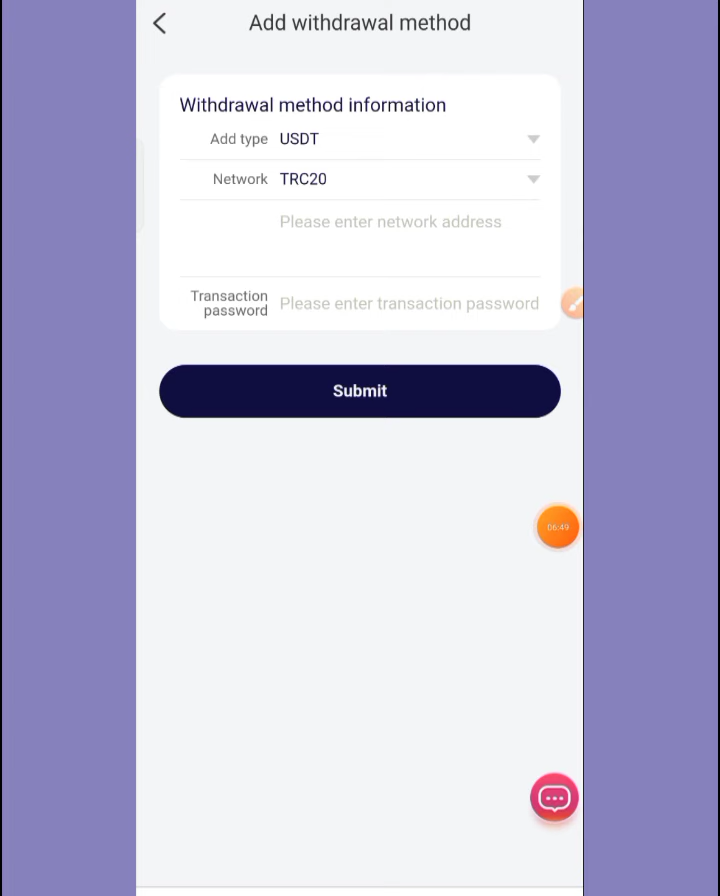 Add withdrawal method
Withdrawal method information
Add type USDT
Network TRC20
Please enter network address
Transaction password Please enter transaction password
Submit
06:49